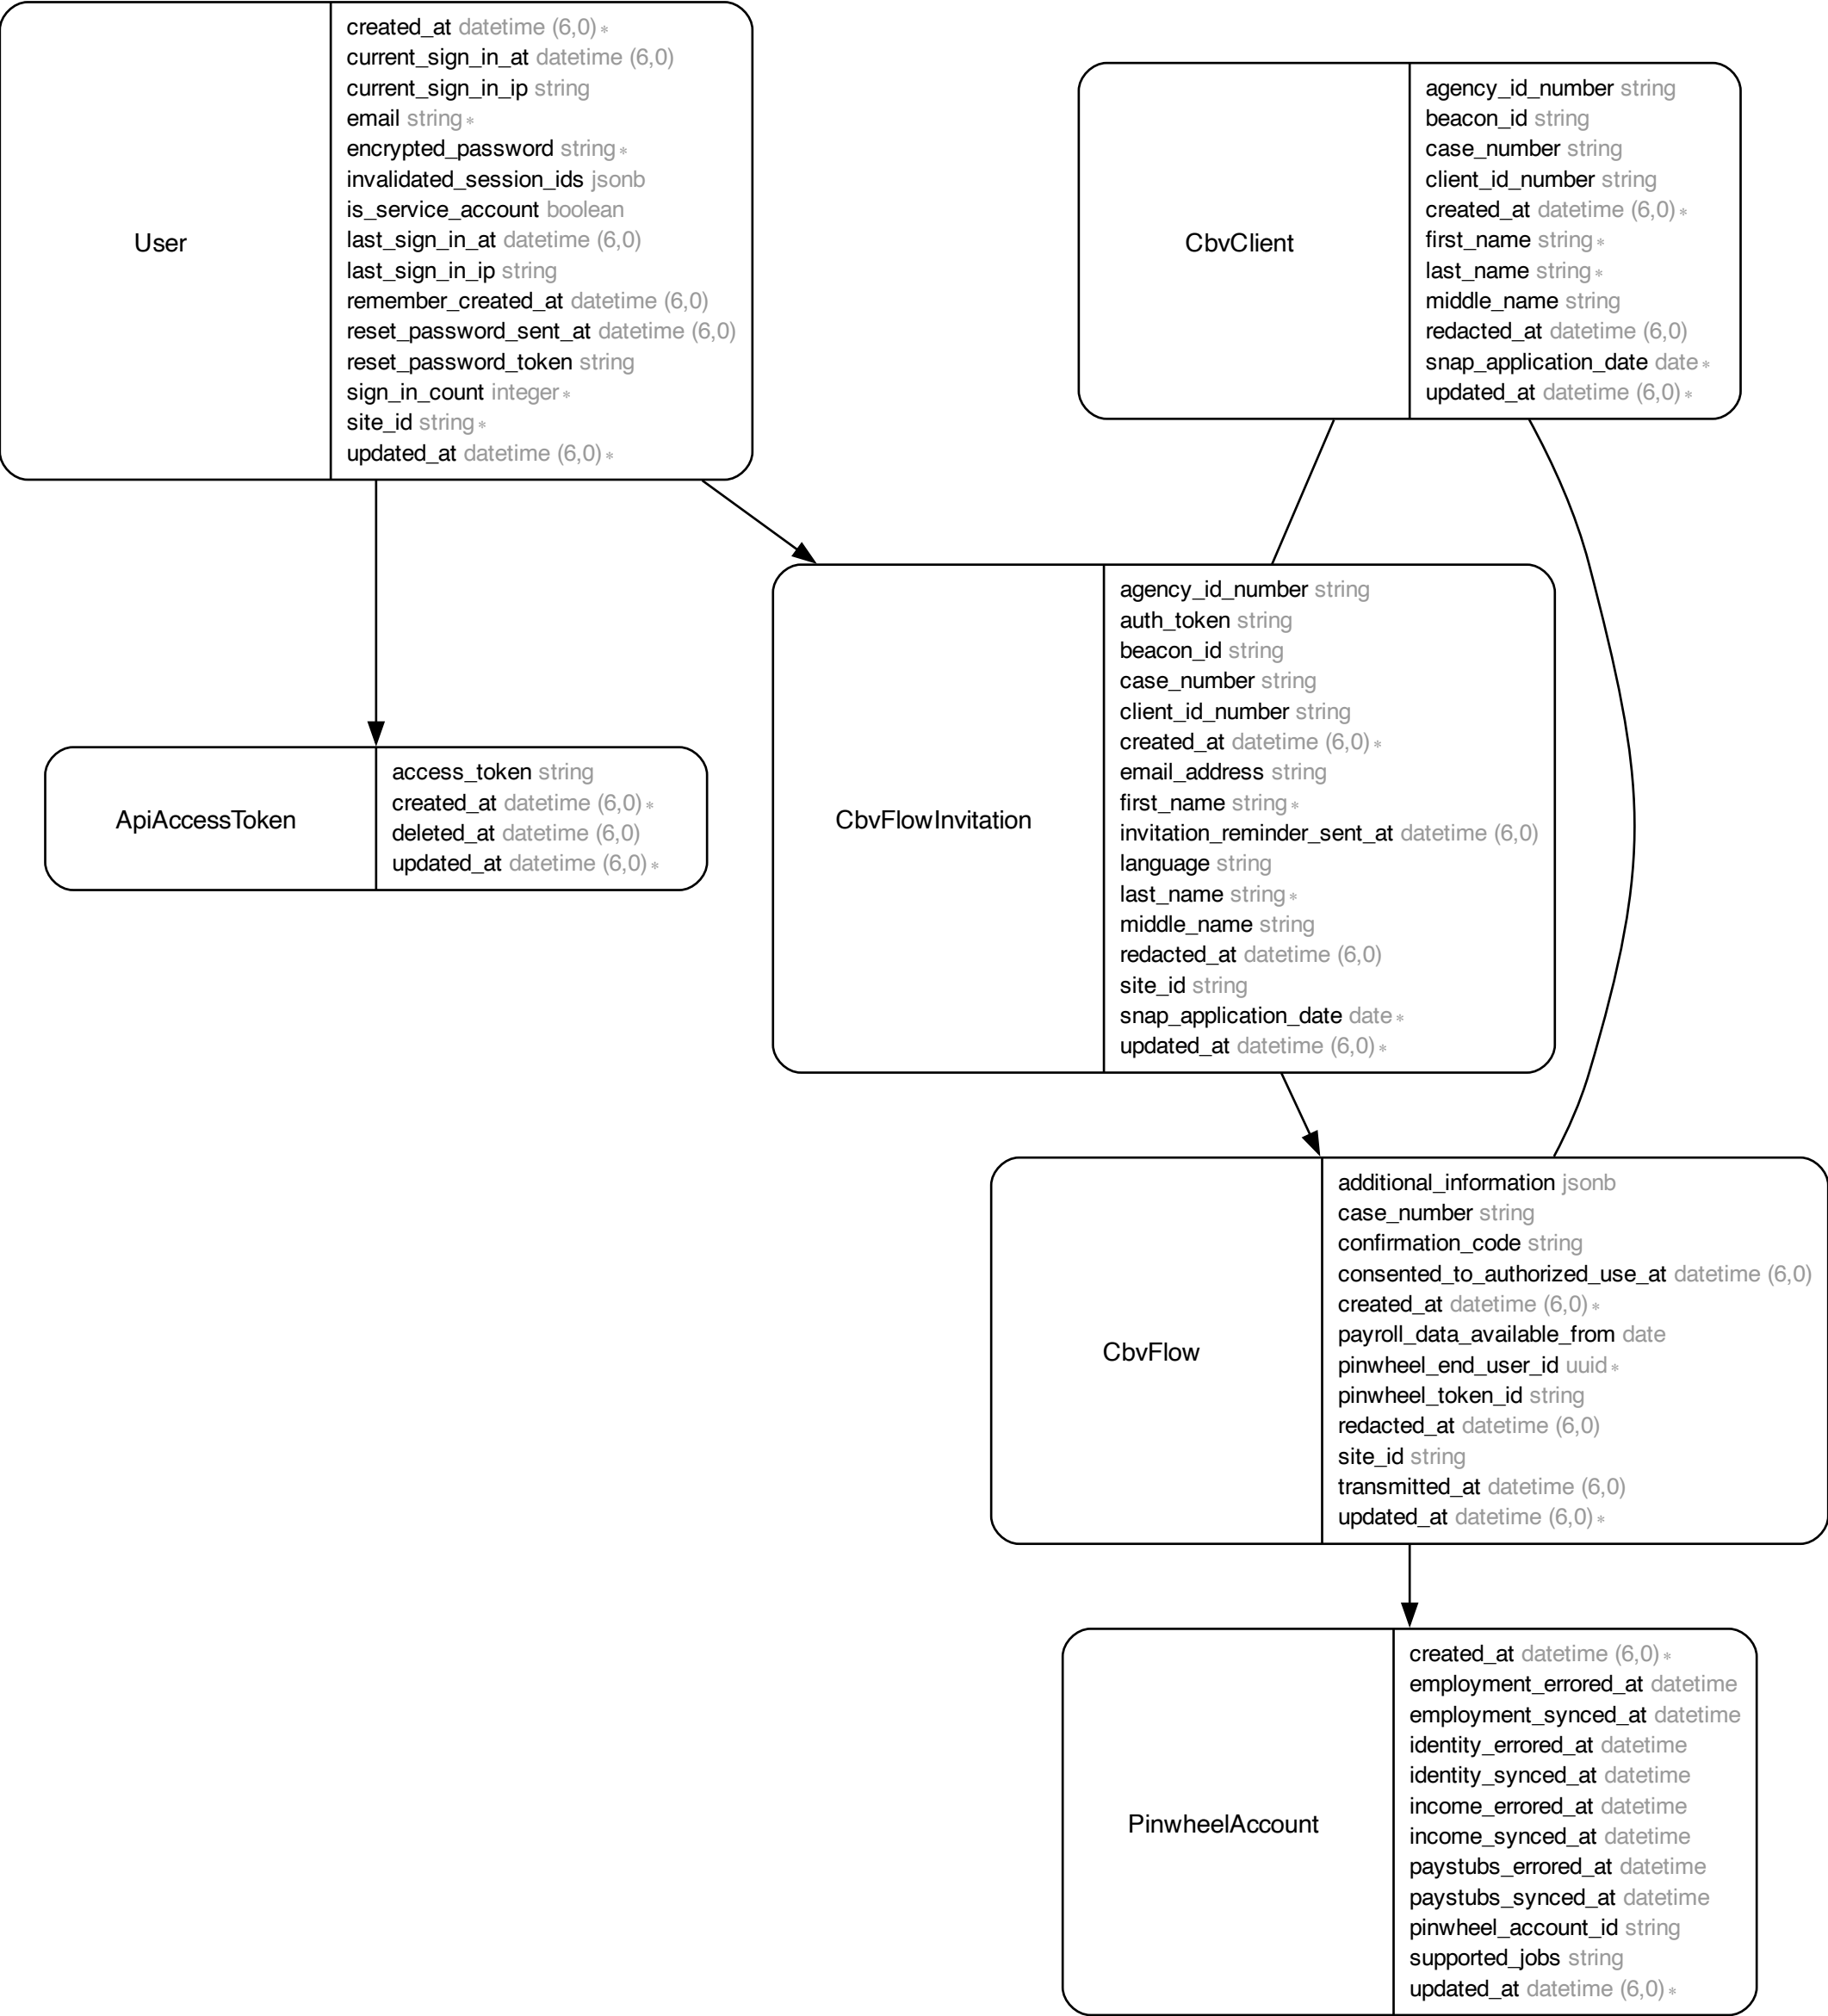 User
created_at datetime (6,0) *
current_sign_in_at datetime (6,0)
current_sign_in_ip string
email string *
encrypted_password string *
invalidated_session_ids jsonb
is_service_account boolean
last_sign_in_at datetime (6,0)
last_sign_in_ip string
remember_created_at datetime (6,0)
reset_password_sent_at datetime (6,0)
reset_password_token string
sign_in_count integer *
site_id string *
updated_at datetime (6,0) *
CbvClient
agency_id_number string
beacon_id string
case_number string
client_id_number string
created_at datetime (6,0) *
first_name string *
last_name string *
middle_name string
redacted_at datetime (6,0)
snap_application_date date *
updated_at datetime (6,0) *
ApiAccessToken
access_token string
created_at datetime (6,0) *
deleted_at datetime (6,0)
updated_at datetime (6,0) *
CbvFlowInvitation
agency_id_number string
auth_token string
beacon_id string
case_number string
client_id_number string
created_at datetime (6,0) *
email_address string
first_name string *
invitation_reminder_sent_at datetime (6,0)
language string
last_name string *
middle_name string
redacted_at datetime (6,0)
site_id string
snap_application_date date *
updated_at datetime (6,0) *
CbvFlow
additional_information jsonb
case_number string
confirmation_code string
consented_to_authorized_use_at datetime (6,0)
created_at datetime (6,0) *
payroll_data_available_from date
pinwheel_end_user_id uuid *
pinwheel_token_id string
redacted_at datetime (6,0)
site_id string
transmitted_at datetime (6,0)
updated_at datetime (6,0) *
PinwheelAccount
created_at datetime (6,0) *
employment_errored_at datetime
employment_synced_at datetime
identity_errored_at datetime
identity_synced_at datetime
income_errored_at datetime
income_synced_at datetime
paystubs_errored_at datetime
paystubs_synced_at datetime
pinwheel_account_id string
supported_jobs string
updated_at datetime (6,0) *